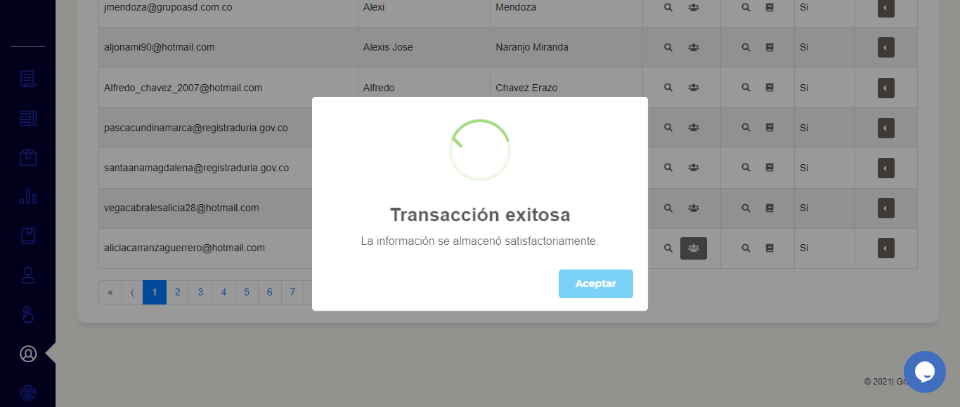 jmendoza@grupoasd.com.co Alexi Mendoza Si
aljonami90@hotmail.com Alexis Jose Naranjo Miranda Si
Alfredo_chavez_2007@hotmail.com Alfredo Chavez Erazo Si
pascacundinamarca@registraduria.gov.co Si
santaanamagdalena@registraduria.gov.co Si
vegacabralesalicia28@hotmail.com Si
aliciacarranzaguerrero@hotmail.com Si
Transacción exitosa
La información se almacenó satisfactoriamente.
Aceptar
« ⟨ 1 2 3 4 5 6 7
© 2021|